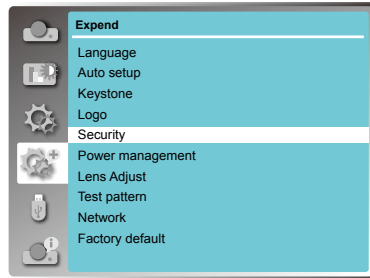 Expend
Language
Auto setup
Keystone
Logo
Security
Power management
Lens Adjust
Test pattern
Network
Factory default